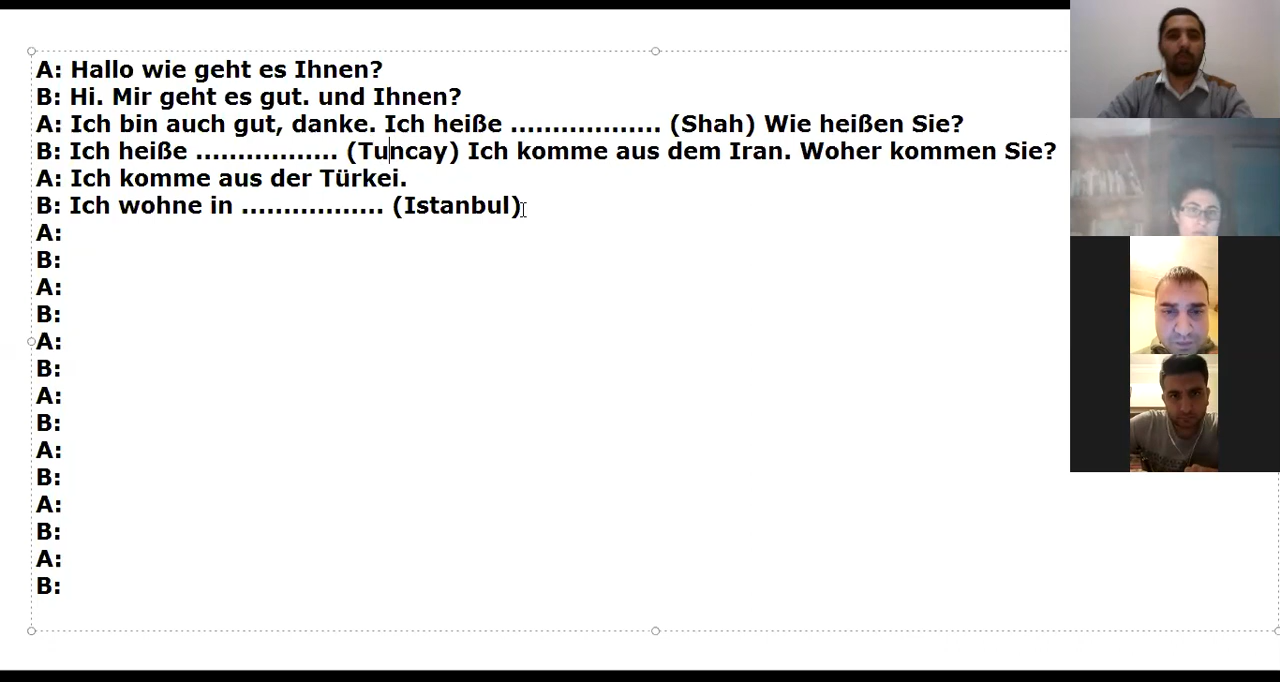 A: Hallo wie geht es Ihnen?
B: Hi. Mir geht es gut. und Ihnen?
A: Ich bin auch gut, danke. Ich heiße .................. (Shah) Wie heißen Sie?
B: Ich heiße ................. (Tuncay) Ich komme aus dem Iran. Woher kommen Sie?
A: Ich komme aus der Türkei.
B: Ich wohne in ................. (Istanbul)
A:
B:
A:
B:
A:
B:
A:
B:
A:
B:
A:
B:
A:
B: